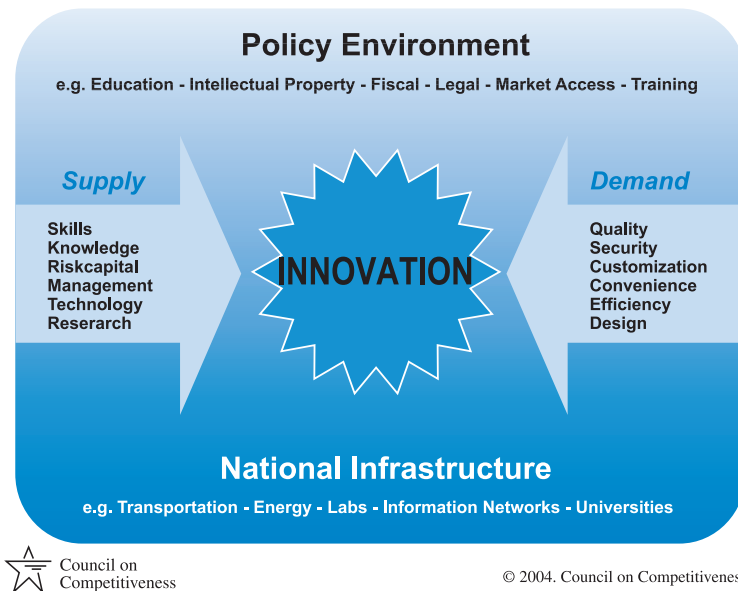 Policy Environment
e.g. Education - Intellectual Property - Fiscal - Legal - Market Access - Training
Supply
Skills
Knowledge
Riskcapital
Management
Technology
Reserarch
INNOVATION
Demand
Quality
Security
Customization
Convenience
Efficiency
Design
National Infrastructure
e.g. Transportation - Energy - Labs - Information Networks - Universities
Council on
Competitiveness
© 2004. Council on Competitivenes